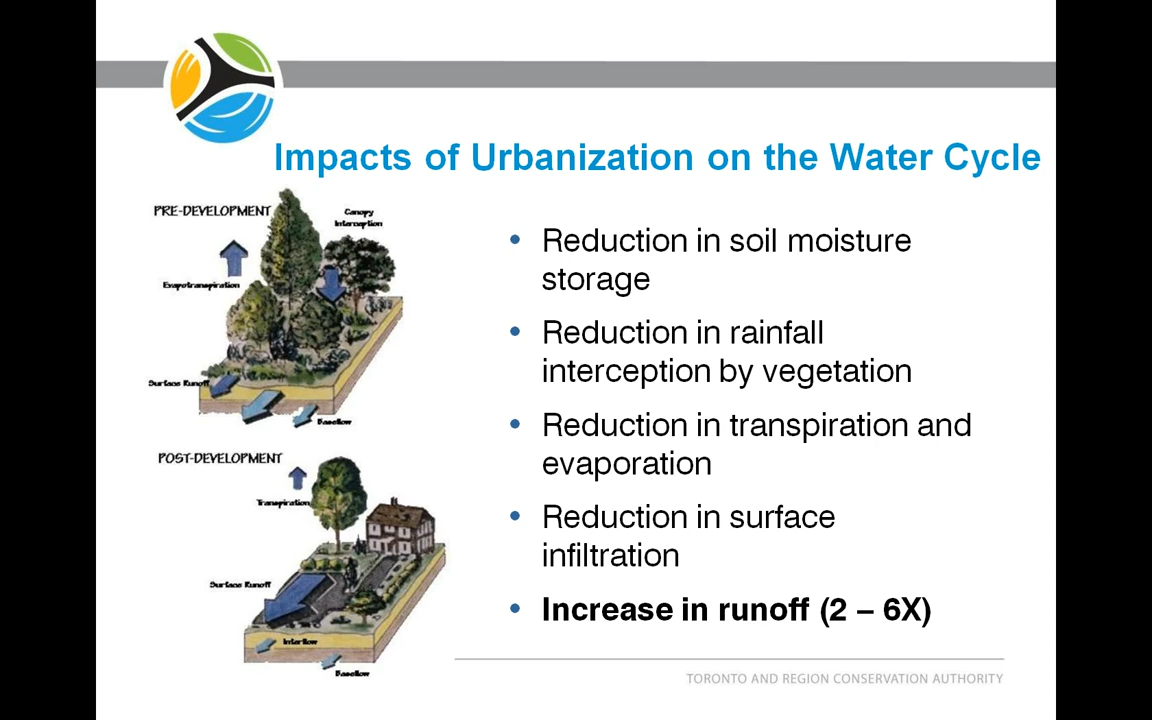 Impacts of Urbanization on the Water Cycle
PRE-DEVELOPMENT
Canopy
Interception
Evapotranspiration
Surface Runoff
Baseflow
POST-DEVELOPMENT
Transpiration
Surface Runoff
Interflow
Baseflow
• Reduction in soil moisture
storage
• Reduction in rainfall
interception by vegetation
• Reduction in transpiration and
evaporation
• Reduction in surface
infiltration
• Increase in runoff (2 – 6X)
TORONTO AND REGION CONSERVATION AUTHORITY